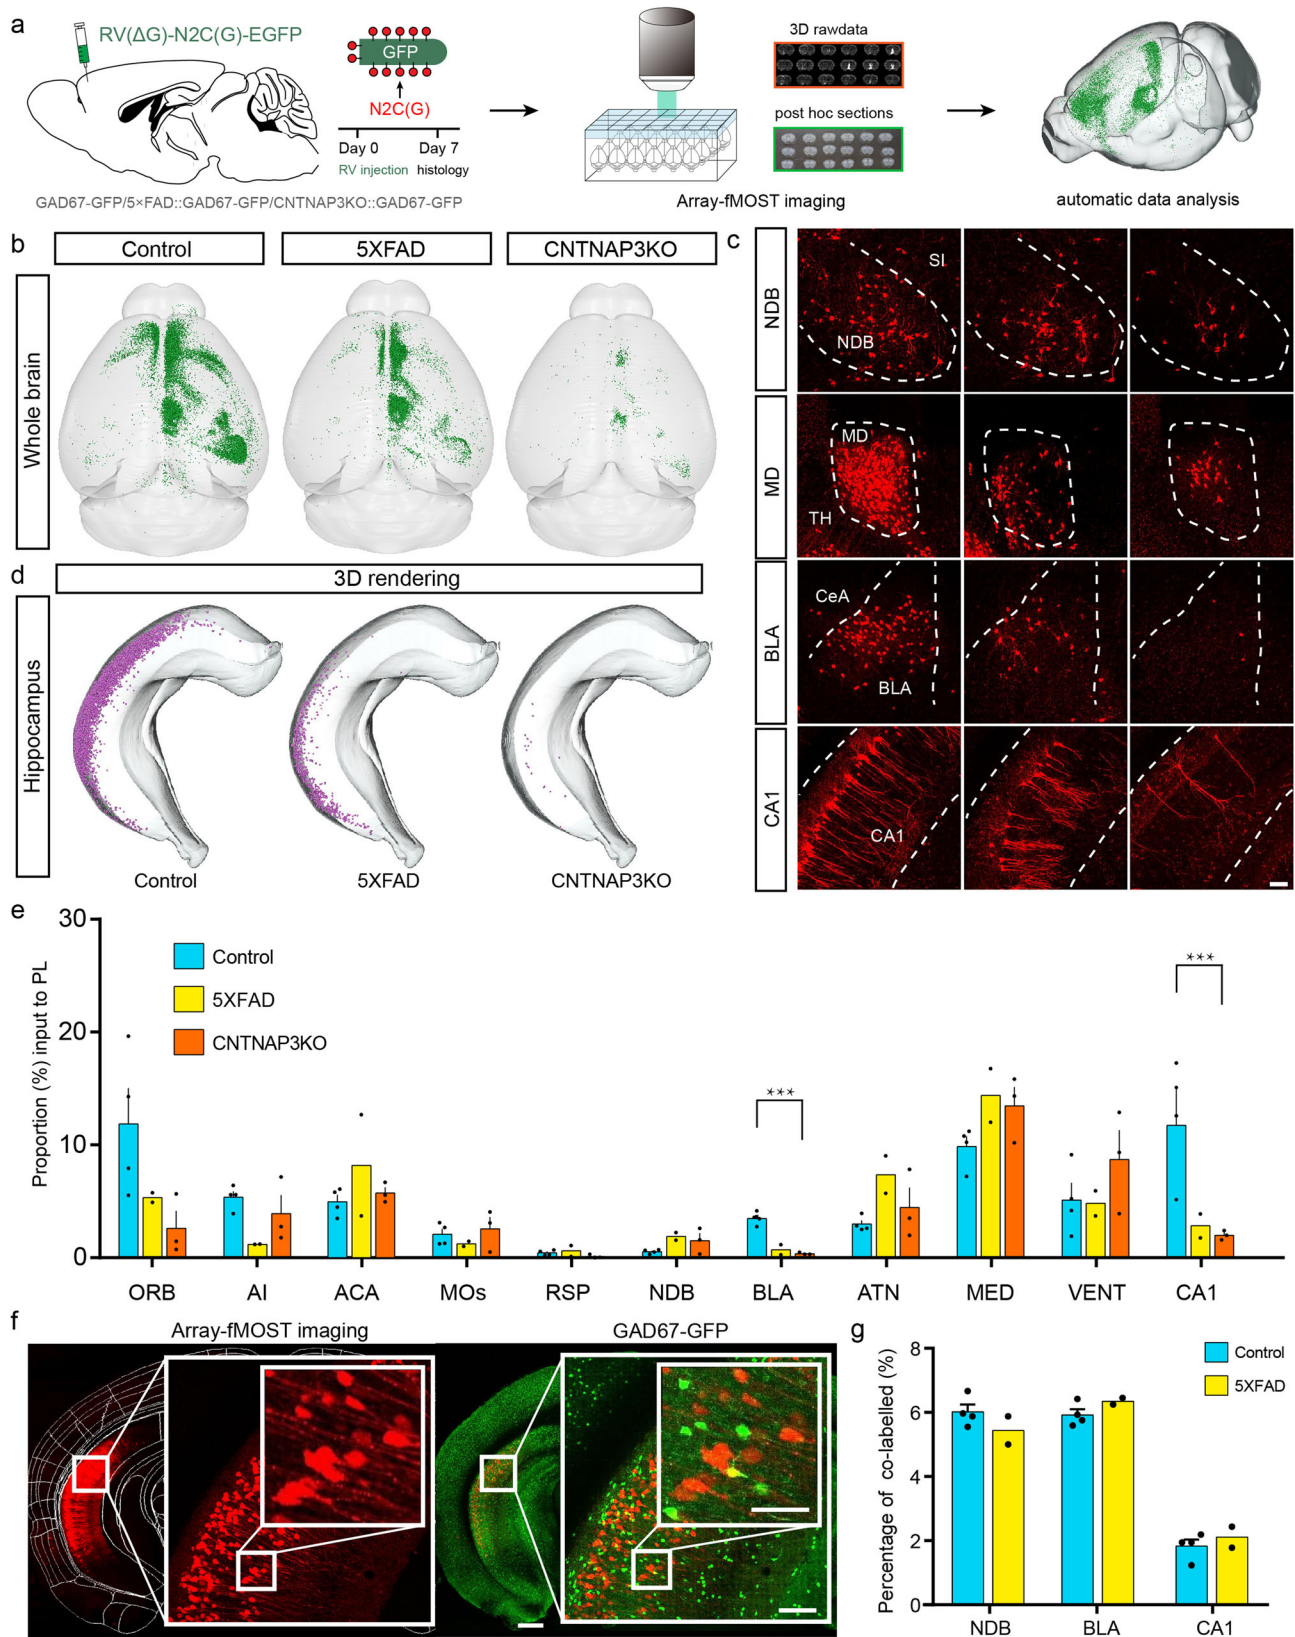 a
RV(ΔG)-N2C(G)-EGFP
GFP
N2C(G)
Day 0
Day 7
RV injection
histology
GAD67-GFP/5×FAD::GAD67-GFP/CNTNAP3KO::GAD67-GFP
3D rawdata
post hoc sections
Array-fMOST imaging
automatic data analysis
b
Control
5XFAD
CNTNAP3KO
Whole brain
c
NDB
SI
NDB
MD
MD
TH
BLA
CeA
BLA
CA1
CA1
d
3D rendering
Hippocampus
Control
5XFAD
CNTNAP3KO
e
Proportion (%) input to PL
30
20
10
0
Control
5XFAD
CNTNAP3KO
***
***
ORB
AI
ACA
MOs
RSP
NDB
BLA
ATN
MED
VENT
CA1
f
Array-fMOST imaging
GAD67-GFP
g
Percentage of co-labelled (%)
8
6
4
2
0
Control
5XFAD
NDB
BLA
CA1